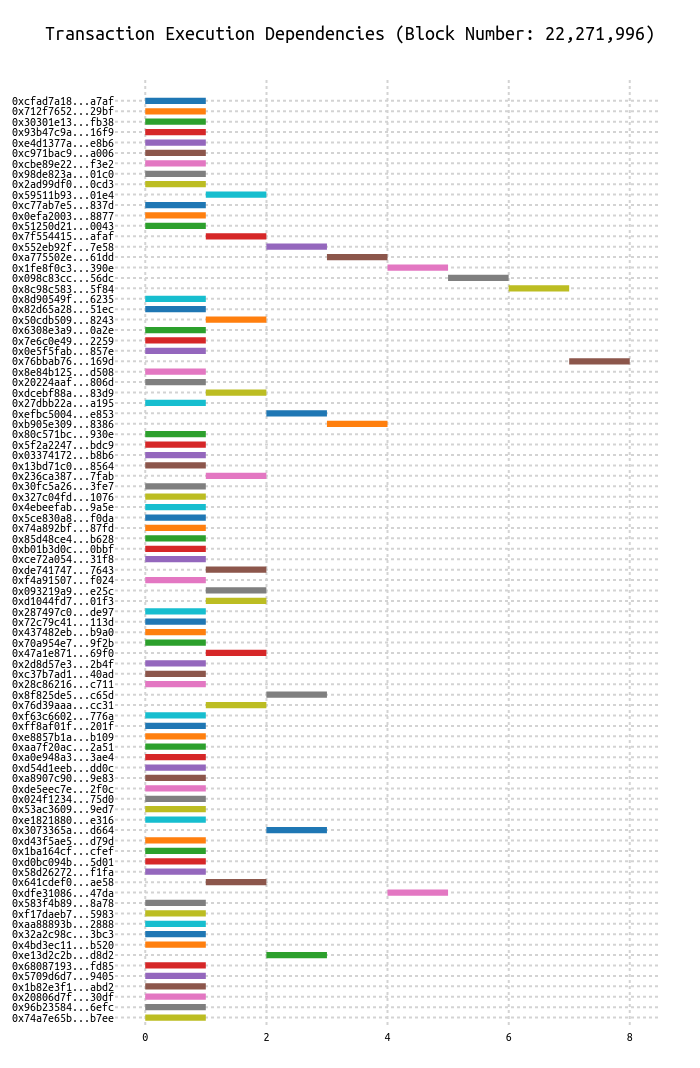 Transaction Execution Dependencies (Block Number: 22,271,996)
0xcfad7a18...a7af
0x712f7652...29bf
0x30301e13...fb38
0x93b47c9a...16f9
0xe4d1377a...e8b6
0xc971bac9...a006
0xcbe89e22...f3e2
0x98de823a...01c0
0x2ad99df0...0cd3
0x59511b93...01e4
0xc77ab7e5...837d
0x0efa2003...8877
0x51250d21...0043
0x7f554415...afaf
0x552eb92f...7e58
0xa775502e...61dd
0x1fe8f0c3...390e
0x098c83cc...56dc
0x8c98c583...5f84
0x8d90549f...6235
0x82d65a28...51ec
0x50cdb509...8243
0x6308e3a9...0a2e
0x7e6c0e49...2259
0x0e5f5fab...857e
0x76bbab76...169d
0x8e84b125...d508
0x20224aaf...806d
0xdcebf88a...83d9
0x27dbb22a...a195
0xefbc5004...e853
0xb905e309...8386
0x80c571bc...930e
0x5f2a2247...bdc9
0x03374172...b8b6
0x13bd71c0...8564
0x236ca387...7fab
0x30fc5a26...3fe7
0x327c04fd...1076
0x4ebeefab...9a5e
0x5ce830a8...f0da
0x74a892bf...87fd
0x85d48ce4...b628
0xb01b3d0c...0bbf
0xce72a054...31f8
0xde741747...7643
0xf4a91507...f024
0x093219a9...e25c
0xd1044fd7...01f3
0x287497c0...de97
0x72c79c41...113d
0x437482eb...b9a0
0x70a954e7...9f2b
0x47a1e871...69f0
0x2d8d57e3...2b4f
0xc37b7ad1...40ad
0x28c86216...c711
0x8f825de5...c65d
0x76d39aaa...cc31
0xf63c6602...776a
0xff8af01f...201f
0xe8857b1a...b109
0xaa7f20ac...2a51
0xa0e948a3...3ae4
0xd54d1eeb...dd0c
0xa8907c90...9e83
0xde5eec7e...2f0c
0x024f1234...75d0
0x53ac3609...9ed7
0xe1821880...e316
0x3073365a...d664
0xd43f5ae5...d79d
0x1ba164cf...cfef
0xd0bc094b...5d01
0x58d26272...f1fa
0x641cdef0...ae58
0xdfe31086...47da
0x583f4b89...8a78
0xf17daeb7...5983
0xaa88893b...2888
0x32a2c98c...3bc3
0x4bd3ec11...b520
0xe13d2c2b...d8d2
0x68087193...fd85
0x5709d6d7...9405
0x1b82e3f1...abd2
0x20806d7f...30df
0x96b23584...6efc
0x74a7e65b...b7ee
0 2 4 6 8